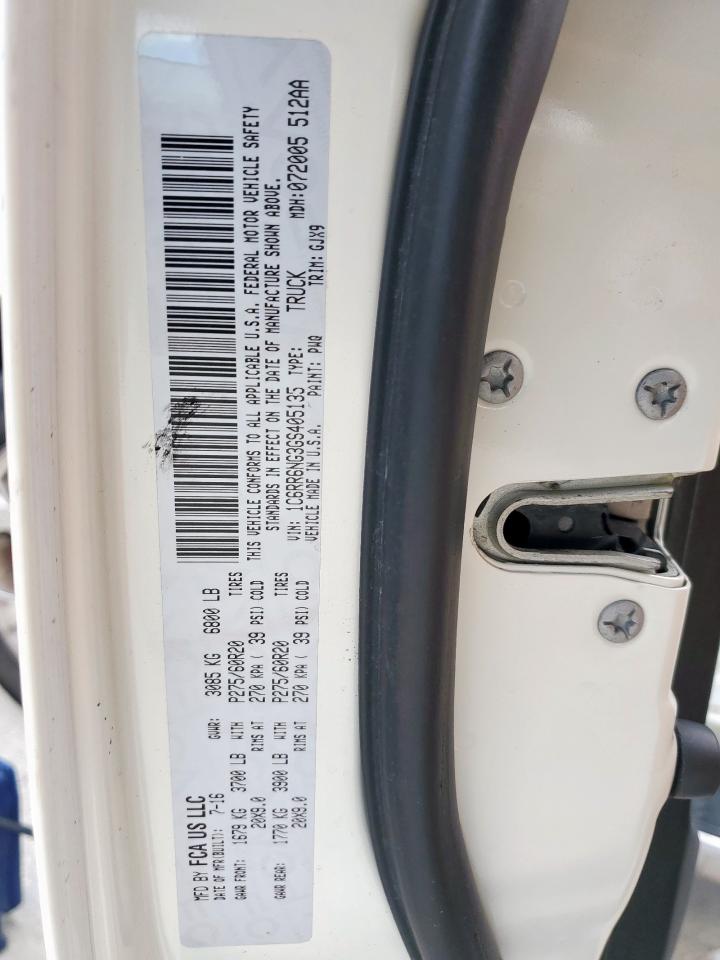 MFD BY FCA US LLC
DATE OF MFR(BUILT): 7-16 GVWR: 3085 KG 6800 LB
GAWR FRONT: 1679 KG 3700 LB WITH P275/60R20 TIRES
20X9.0 RIMS AT 270 KPA ( 39 PSI) COLD
GAWR REAR: 1770 KG 3900 LB WITH P275/60R20 TIRES
20X9.0 RIMS AT 270 KPA ( 39 PSI) COLD
THIS VEHICLE CONFORMS TO ALL APPLICABLE U.S.A. FEDERAL MOTOR VEHICLE SAFETY
STANDARDS IN EFFECT ON THE DATE OF MANUFACTURE SHOWN ABOVE.
VIN: 1C6RR6NG3GS405135 TYPE: TRUCK MDH:072005 512AA
VEHICLE MADE IN U.S.A. PAINT: PWQ TRIM: GJX9